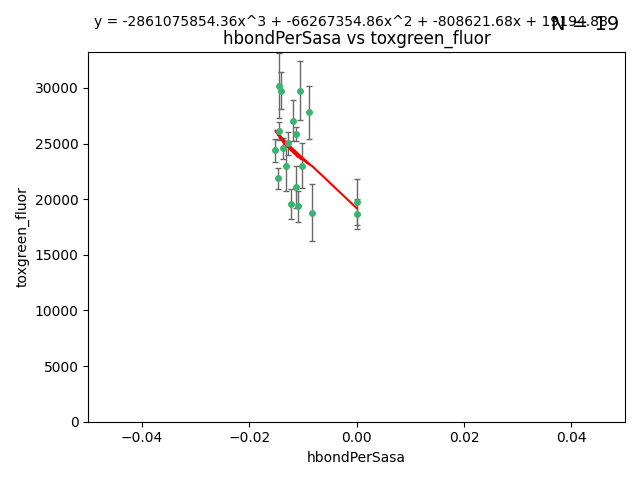 y = -2861075854.36x^3 + -66267354.86x^2 + -808621.68x +
N = 19
hbondPerSasa vs toxgreen_fluor
30000
25000
20000
15000
10000
5000
0
toxgreen_fluor
−0.04
−0.02
0.00
0.02
0.04
hbondPerSasa